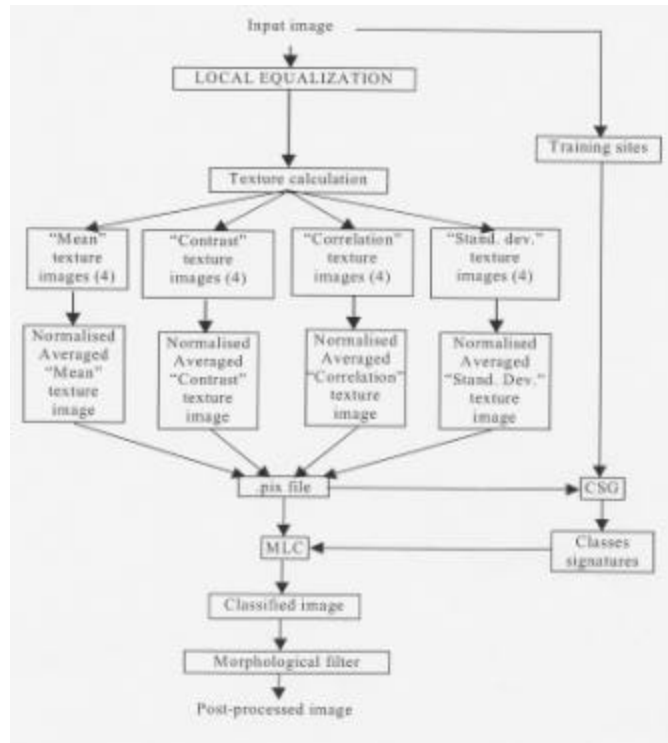 Input image
LOCAL EQUALIZATION
Training sites
Texture calculation
"Mean"
texture
images (4)
"Contrast"
texture
images (4)
"Correlation"
texture
images (4)
"Stand. dev."
texture
images (4)
Normalised
Averaged
"Mean"
texture
image
Normalised
Averaged
"Contrast"
texture
image
Normalised
Averaged
"Correlation"
texture
image
Normalised
Averaged
"Stand. Dev."
texture
image
.pix file
CSG
MLC
Classes
signatures
Classified image
Morphological filter
Post-processed image